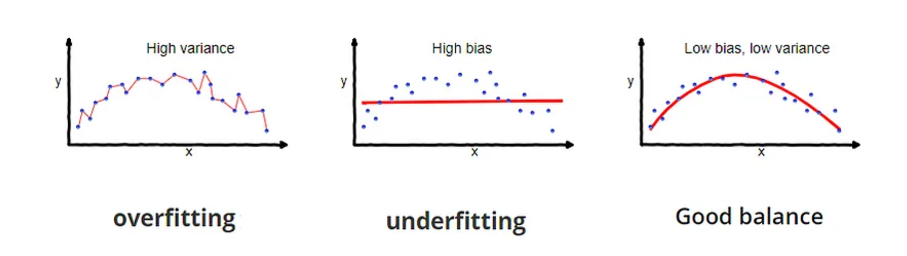 High variance
y
x
overfitting
High bias
y
x
underfitting
Low bias, low variance
y
x
Good balance